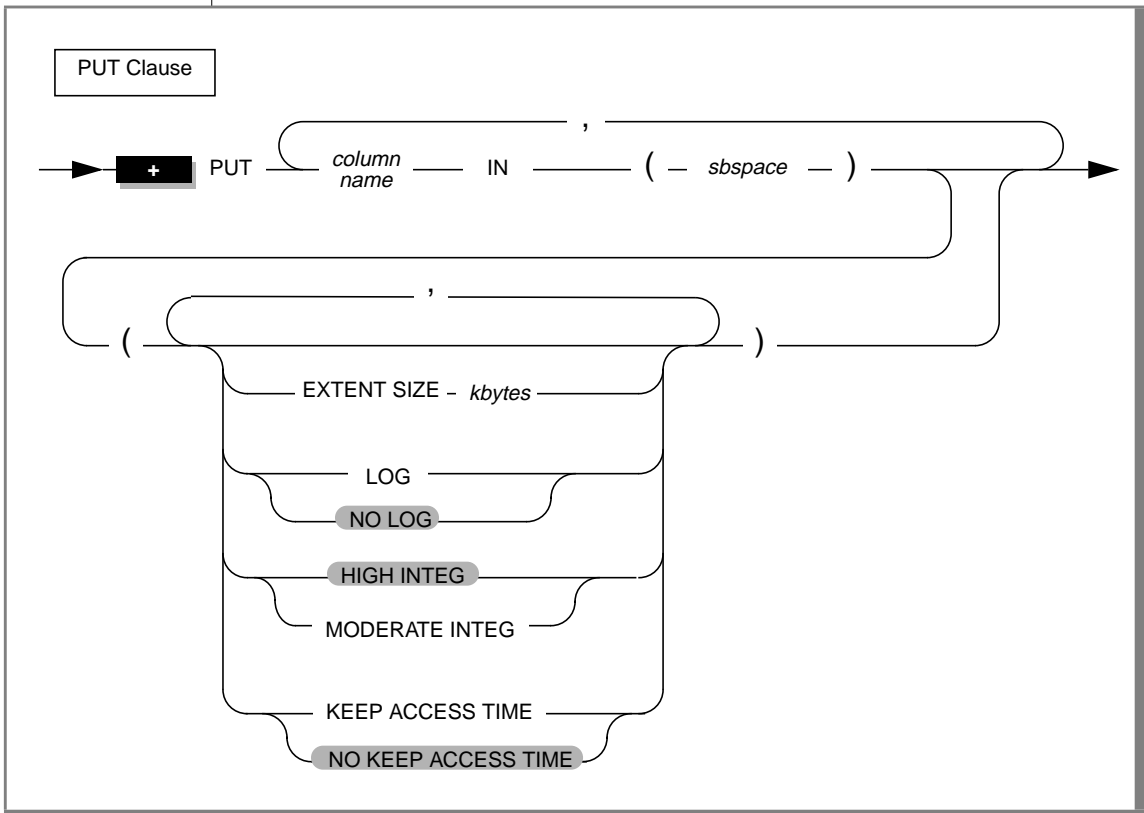 PUT Clause
,
+ PUT column name IN ( sbspace )
,
( )
EXTENT SIZE kbytes
LOG
NO LOG
HIGH INTEG
MODERATE INTEG
KEEP ACCESS TIME
NO KEEP ACCESS TIME